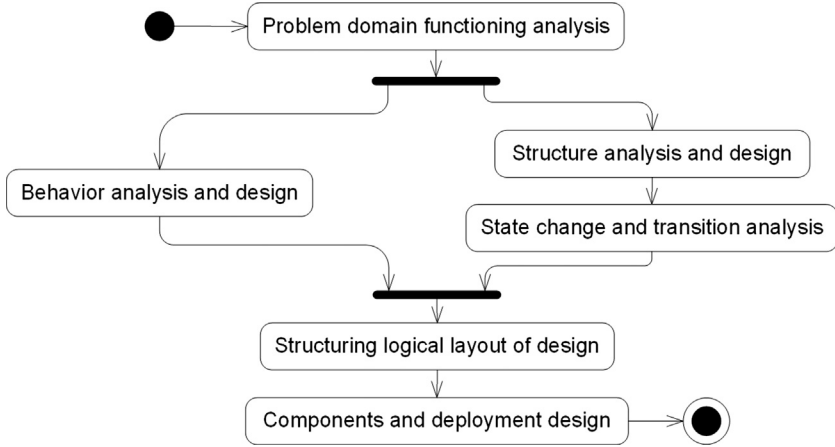 Problem domain functioning analysis
Structure analysis and design
Behavior analysis and design
State change and transition analysis
Structuring logical layout of design
Components and deployment design